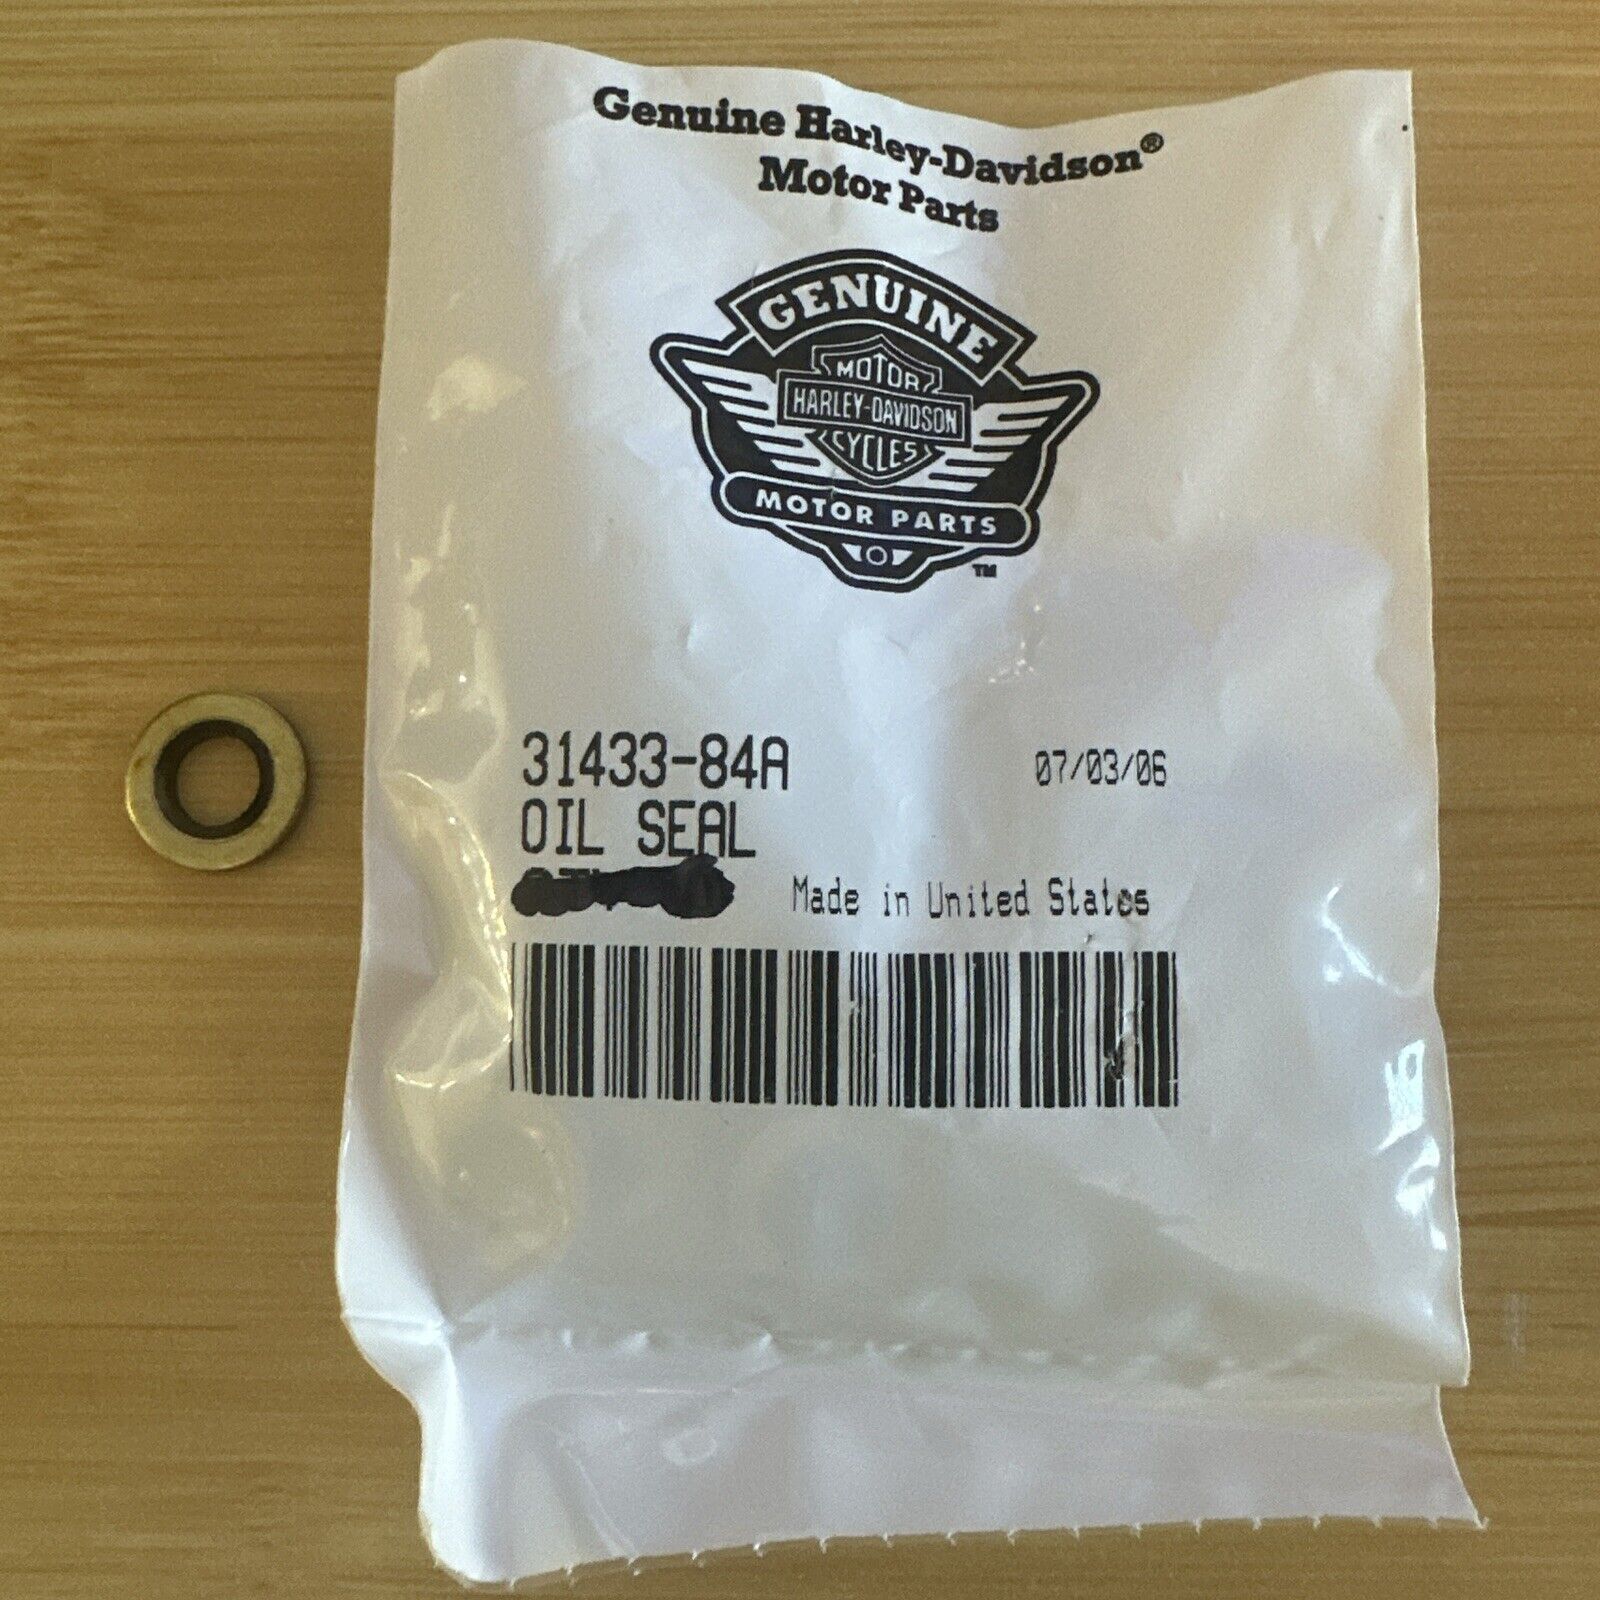 Genuine Harley-Davidson®
Motor Parts
GENUINE
MOTOR
HARLEY-DAVIDSON
CYCLES
MOTOR PARTS
™
31433-84A
07/03/06
OIL SEAL
Made in United States